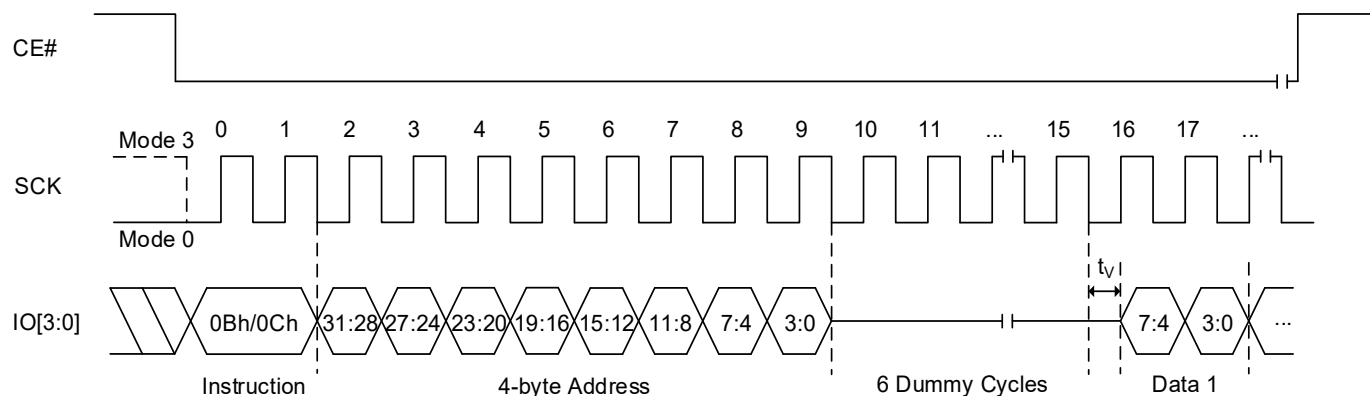 CE#
0 1 2 3 4 5 6 7 8 9 10 11 ... 15 16 17 ...
Mode 3
SCK
Mode 0
tV
IO[3:0] 0Bh/0Ch 31:28 27:24 23:20 19:16 15:12 11:8 7:4 3:0 7:4 3:0 ...
Instruction 4-byte Address 6 Dummy Cycles Data 1